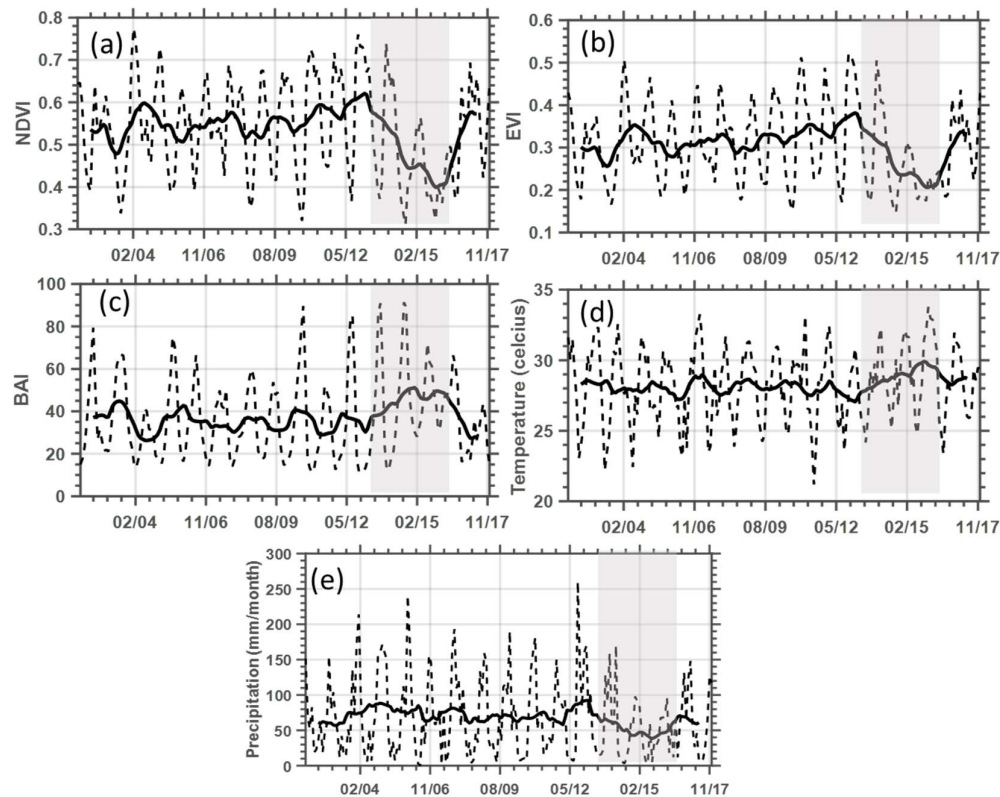 (a)
NDVI
0.8
0.7
0.6
0.5
0.4
0.3
02/04 11/06 08/09 05/12 02/15 11/17
(b)
EVI
0.6
0.5
0.4
0.3
0.2
0.1
02/04 11/06 08/09 05/12 02/15 11/17
(c)
BAI
100
80
60
40
20
0
02/04 11/06 08/09 05/12 02/15 11/17
(d)
Temperature (celcius)
35
30
25
20
02/04 11/06 08/09 05/12 02/15 11/17
(e)
Precipitation (mm/month)
300
250
200
150
100
50
0
02/04 11/06 08/09 05/12 02/15 11/17